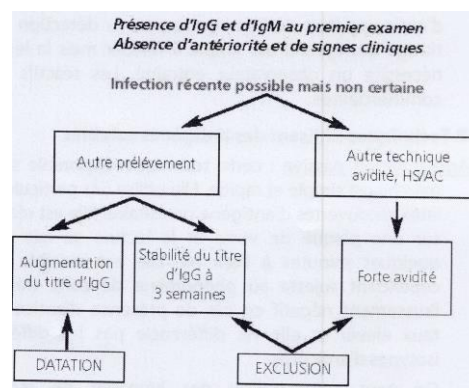 Présence d'IgG et d'IgM au premier examen
Absence d'antériorité et de signes cliniques
Infection récente possible mais non certaine
Autre prélévement
Autre technique
avidité, HS/AC
Augmentation
du titre d'IgG
Stabilité du titre
d'IgG à
3 semaines
Forte avidité
DATATION
EXCLUSION